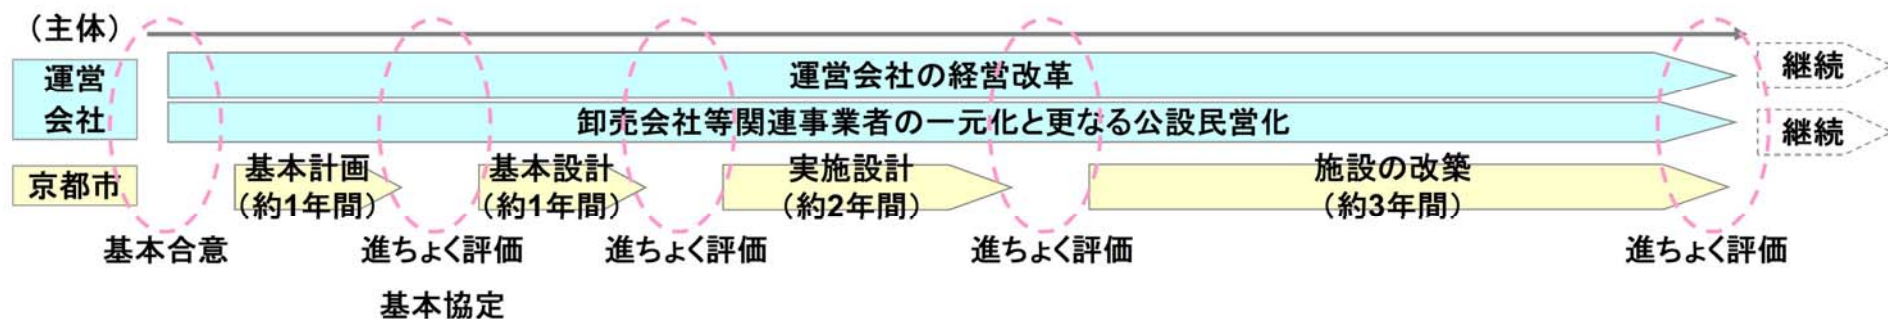 （主体）
運営
会社
運営会社の経営改革
継続
卸売会社等関連事業者の一元化と更なる公設民営化
継続
京都市
基本計画
（約1年間）
基本設計
（約1年間）
実施設計
（約2年間）
施設の改築
（約3年間）
基本合意
進ちょく評価
進ちょく評価
進ちょく評価
進ちょく評価
基本協定